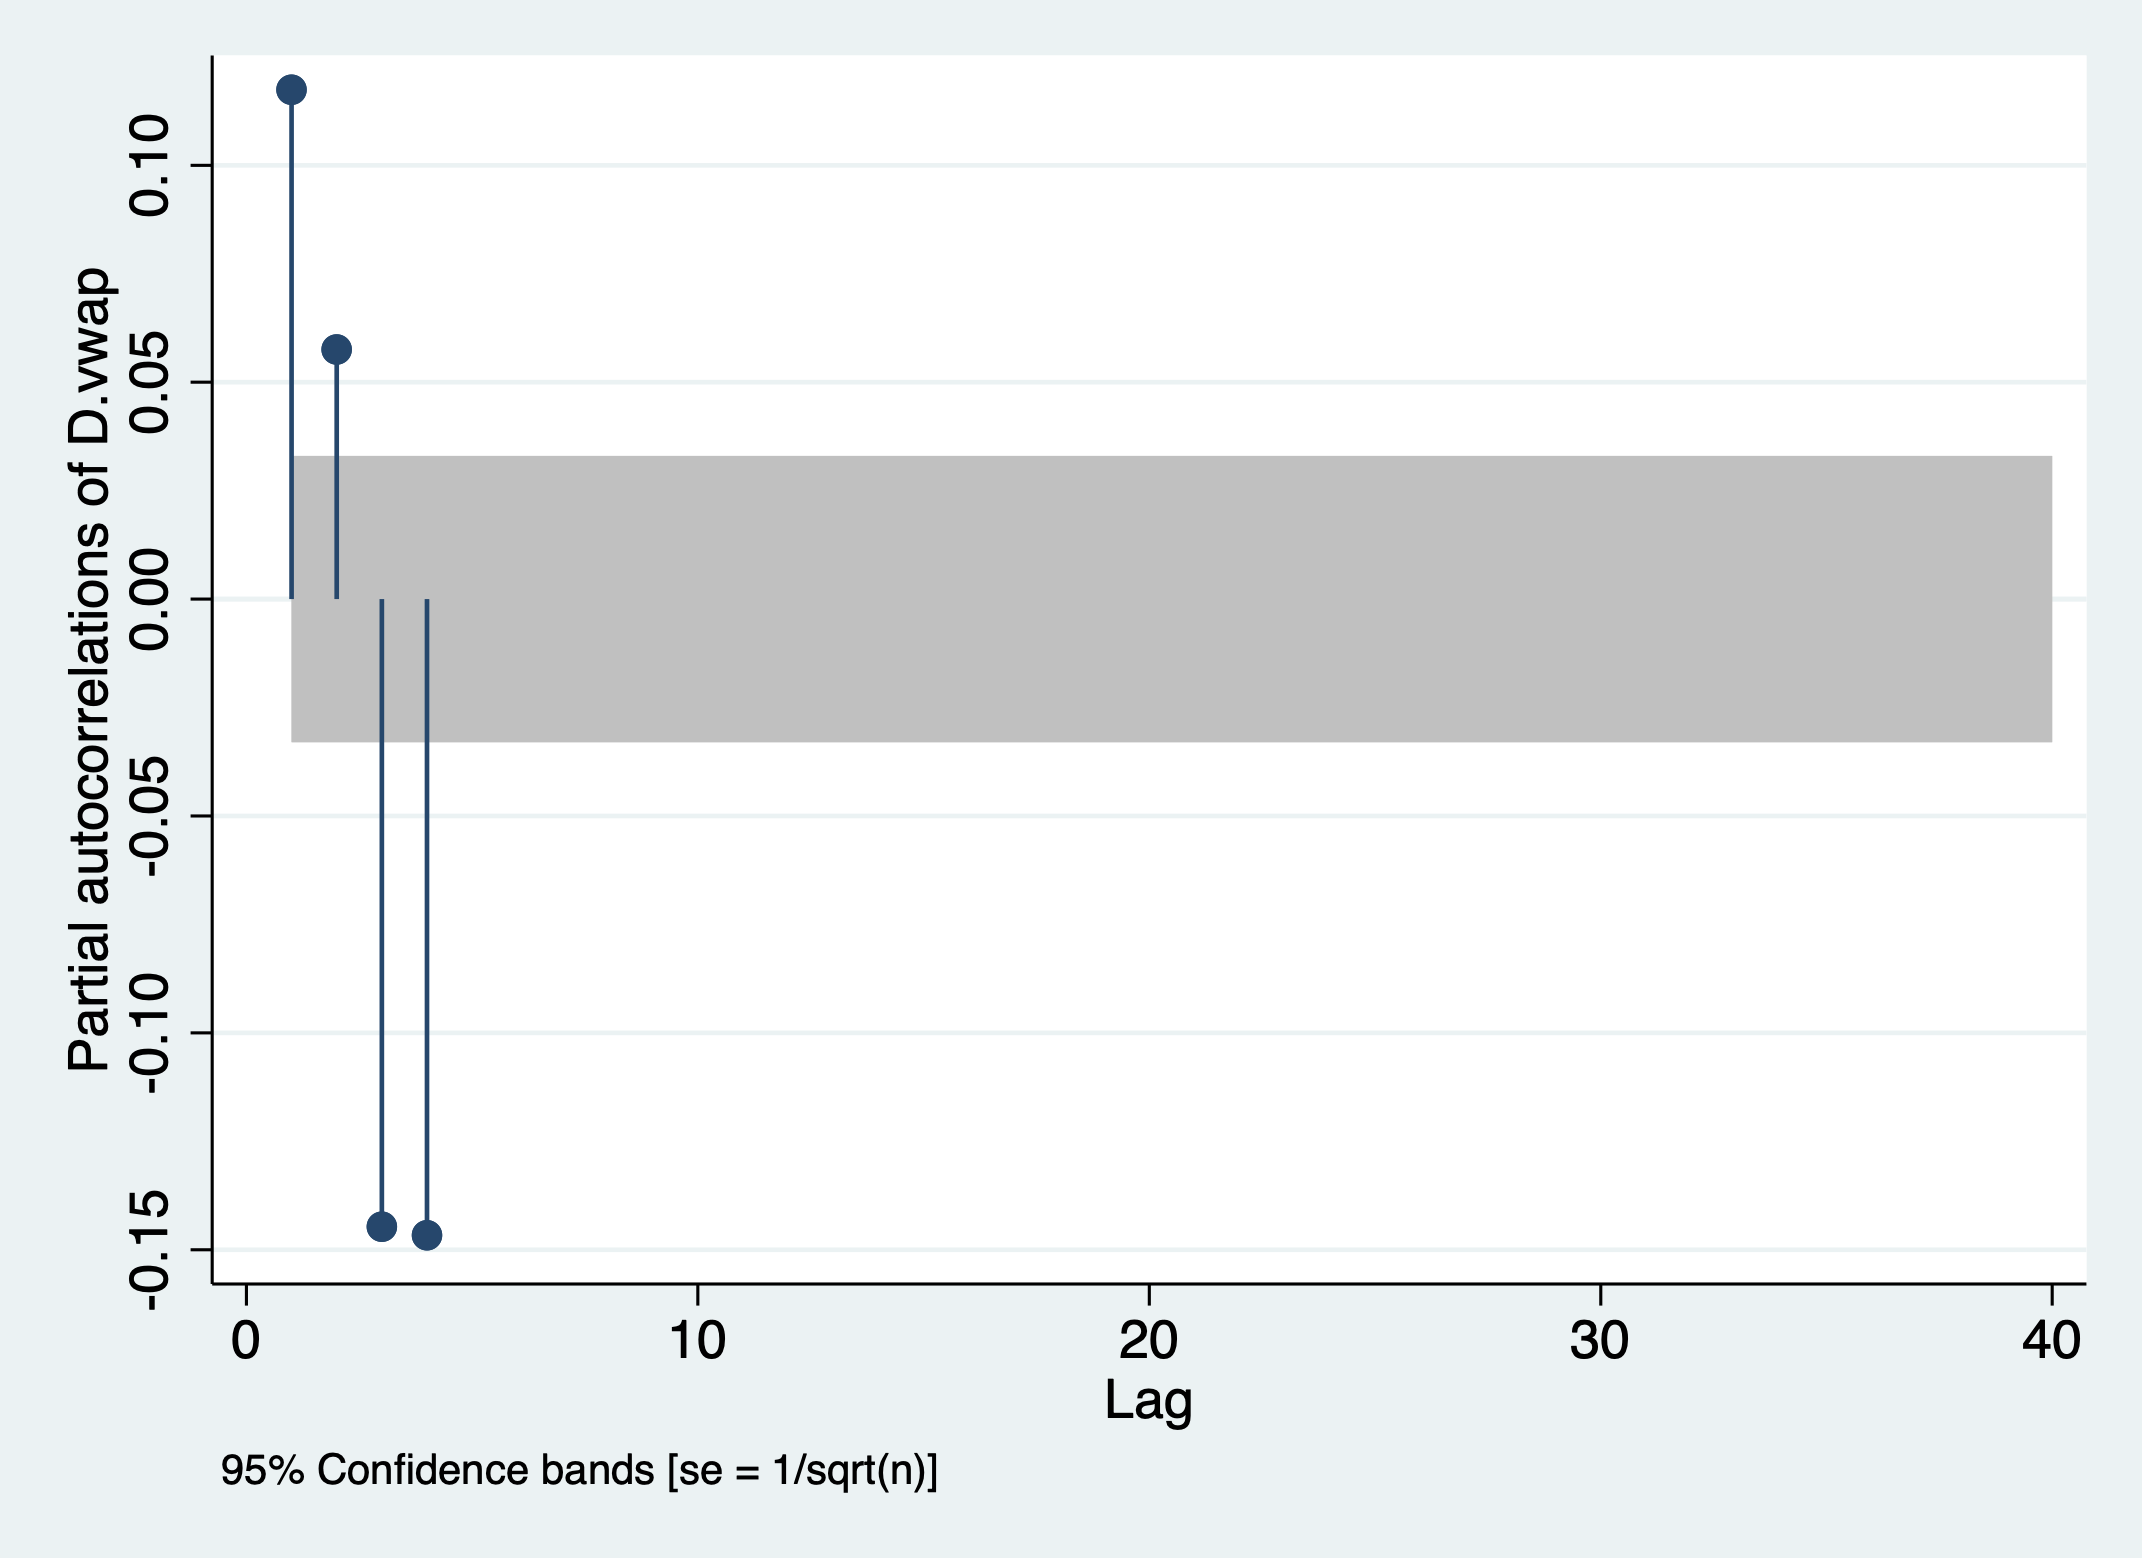 Partial autocorrelations of D.vwap
0.10
0.05
0.00
-0.05
-0.10
-0.15
0 10 20 30 40
Lag
95% Confidence bands [se = 1/sqrt(n)]